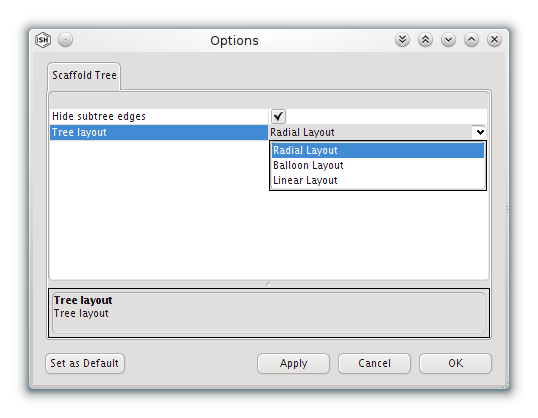 SH
Options
Scaffold Tree
Hide subtree edges
Tree layout Radial Layout
Radial Layout
Balloon Layout
Linear Layout
Tree layout
Tree layout
Set as Default Apply Cancel OK